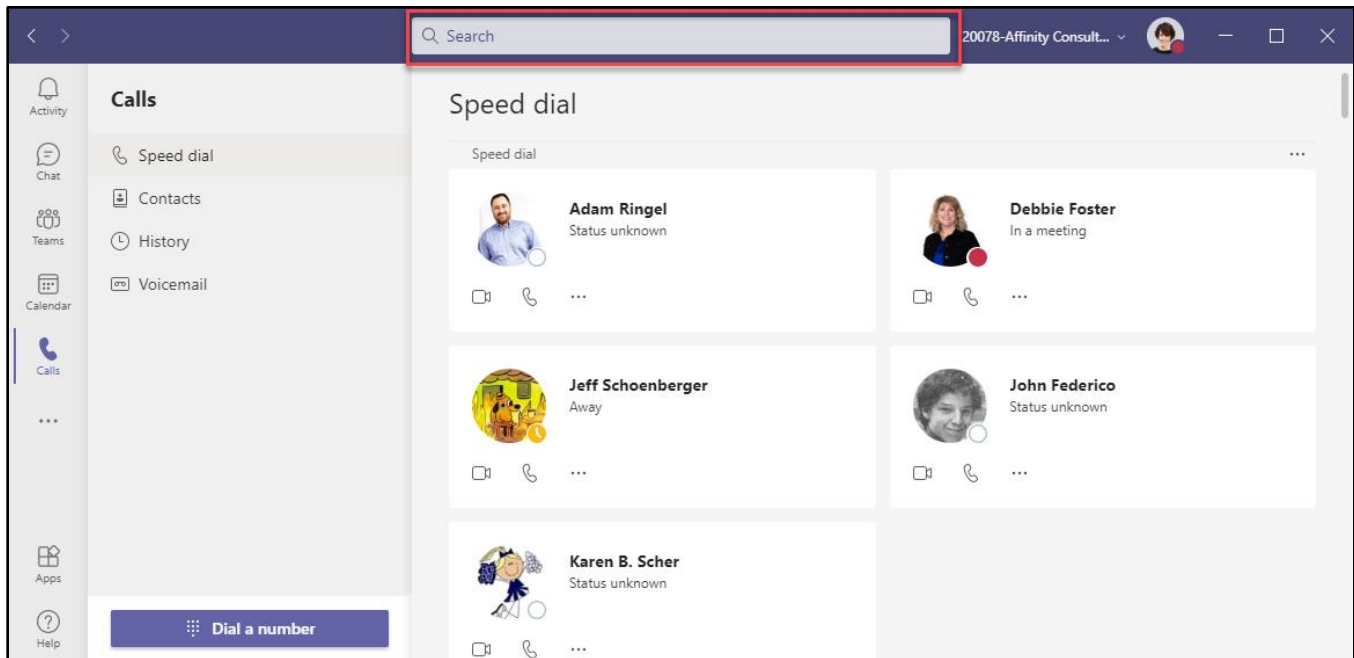 Search
20078-Affinity Consult...
Activity
Chat
Teams
Calendar
Calls
...
Apps
Help
Calls
Speed dial
Contacts
History
Voicemail
Dial a number
Speed dial
Speed dial
...
Adam Ringel
Status unknown
...
Debbie Foster
In a meeting
...
Jeff Schoenberger
Away
...
John Federico
Status unknown
...
Karen B. Scher
Status unknown
...